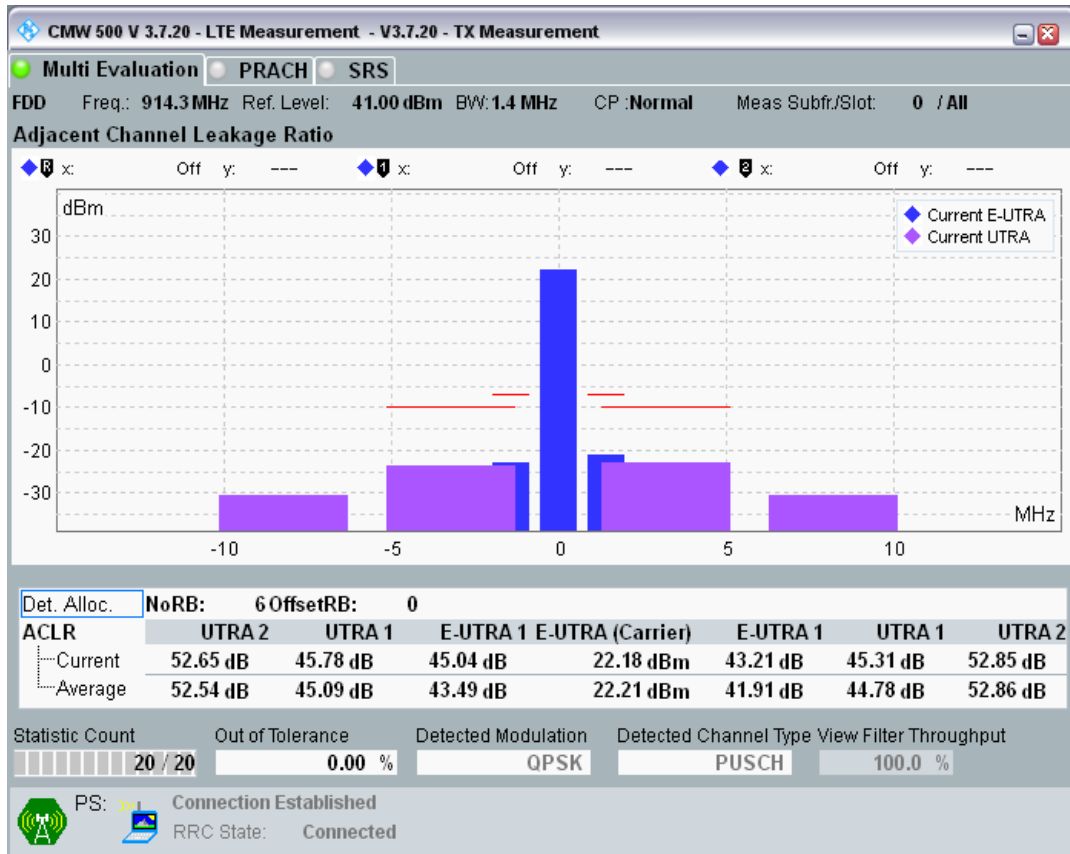 CMW 500 V 3.7.20 - LTE Measurement - V3.7.20 - TX Measurement
Multi Evaluation PRACH SRS
FDD Freq.: 914.3 MHz Ref. Level: 41.00 dBm BW: 1.4 MHz CP :Normal Meas Subfr./Slot: 0 / All
Adjacent Channel Leakage Ratio
R x: Off y: --- 1 x: Off y: --- 2 x: Off y: ---
dBm
Current E-UTRA
Current UTRA
30
20
10
0
-10
-20
-30
MHz
-10 -5 0 5 10
Det. Alloc. NoRB: 6 OffsetRB: 0
ACLR UTRA 2 UTRA 1 E-UTRA 1 E-UTRA (Carrier) E-UTRA 1 UTRA 1 UTRA 2
Current 52.65 dB 45.78 dB 45.04 dB 22.18 dBm 43.21 dB 45.31 dB 52.85 dB
Average 52.54 dB 45.09 dB 43.49 dB 22.21 dBm 41.91 dB 44.78 dB 52.86 dB
Statistic Count Out of Tolerance Detected Modulation Detected Channel Type View Filter Throughput
20 / 20 0.00 % QPSK PUSCH 100.0 %
PS: Connection Established
RRC State: Connected